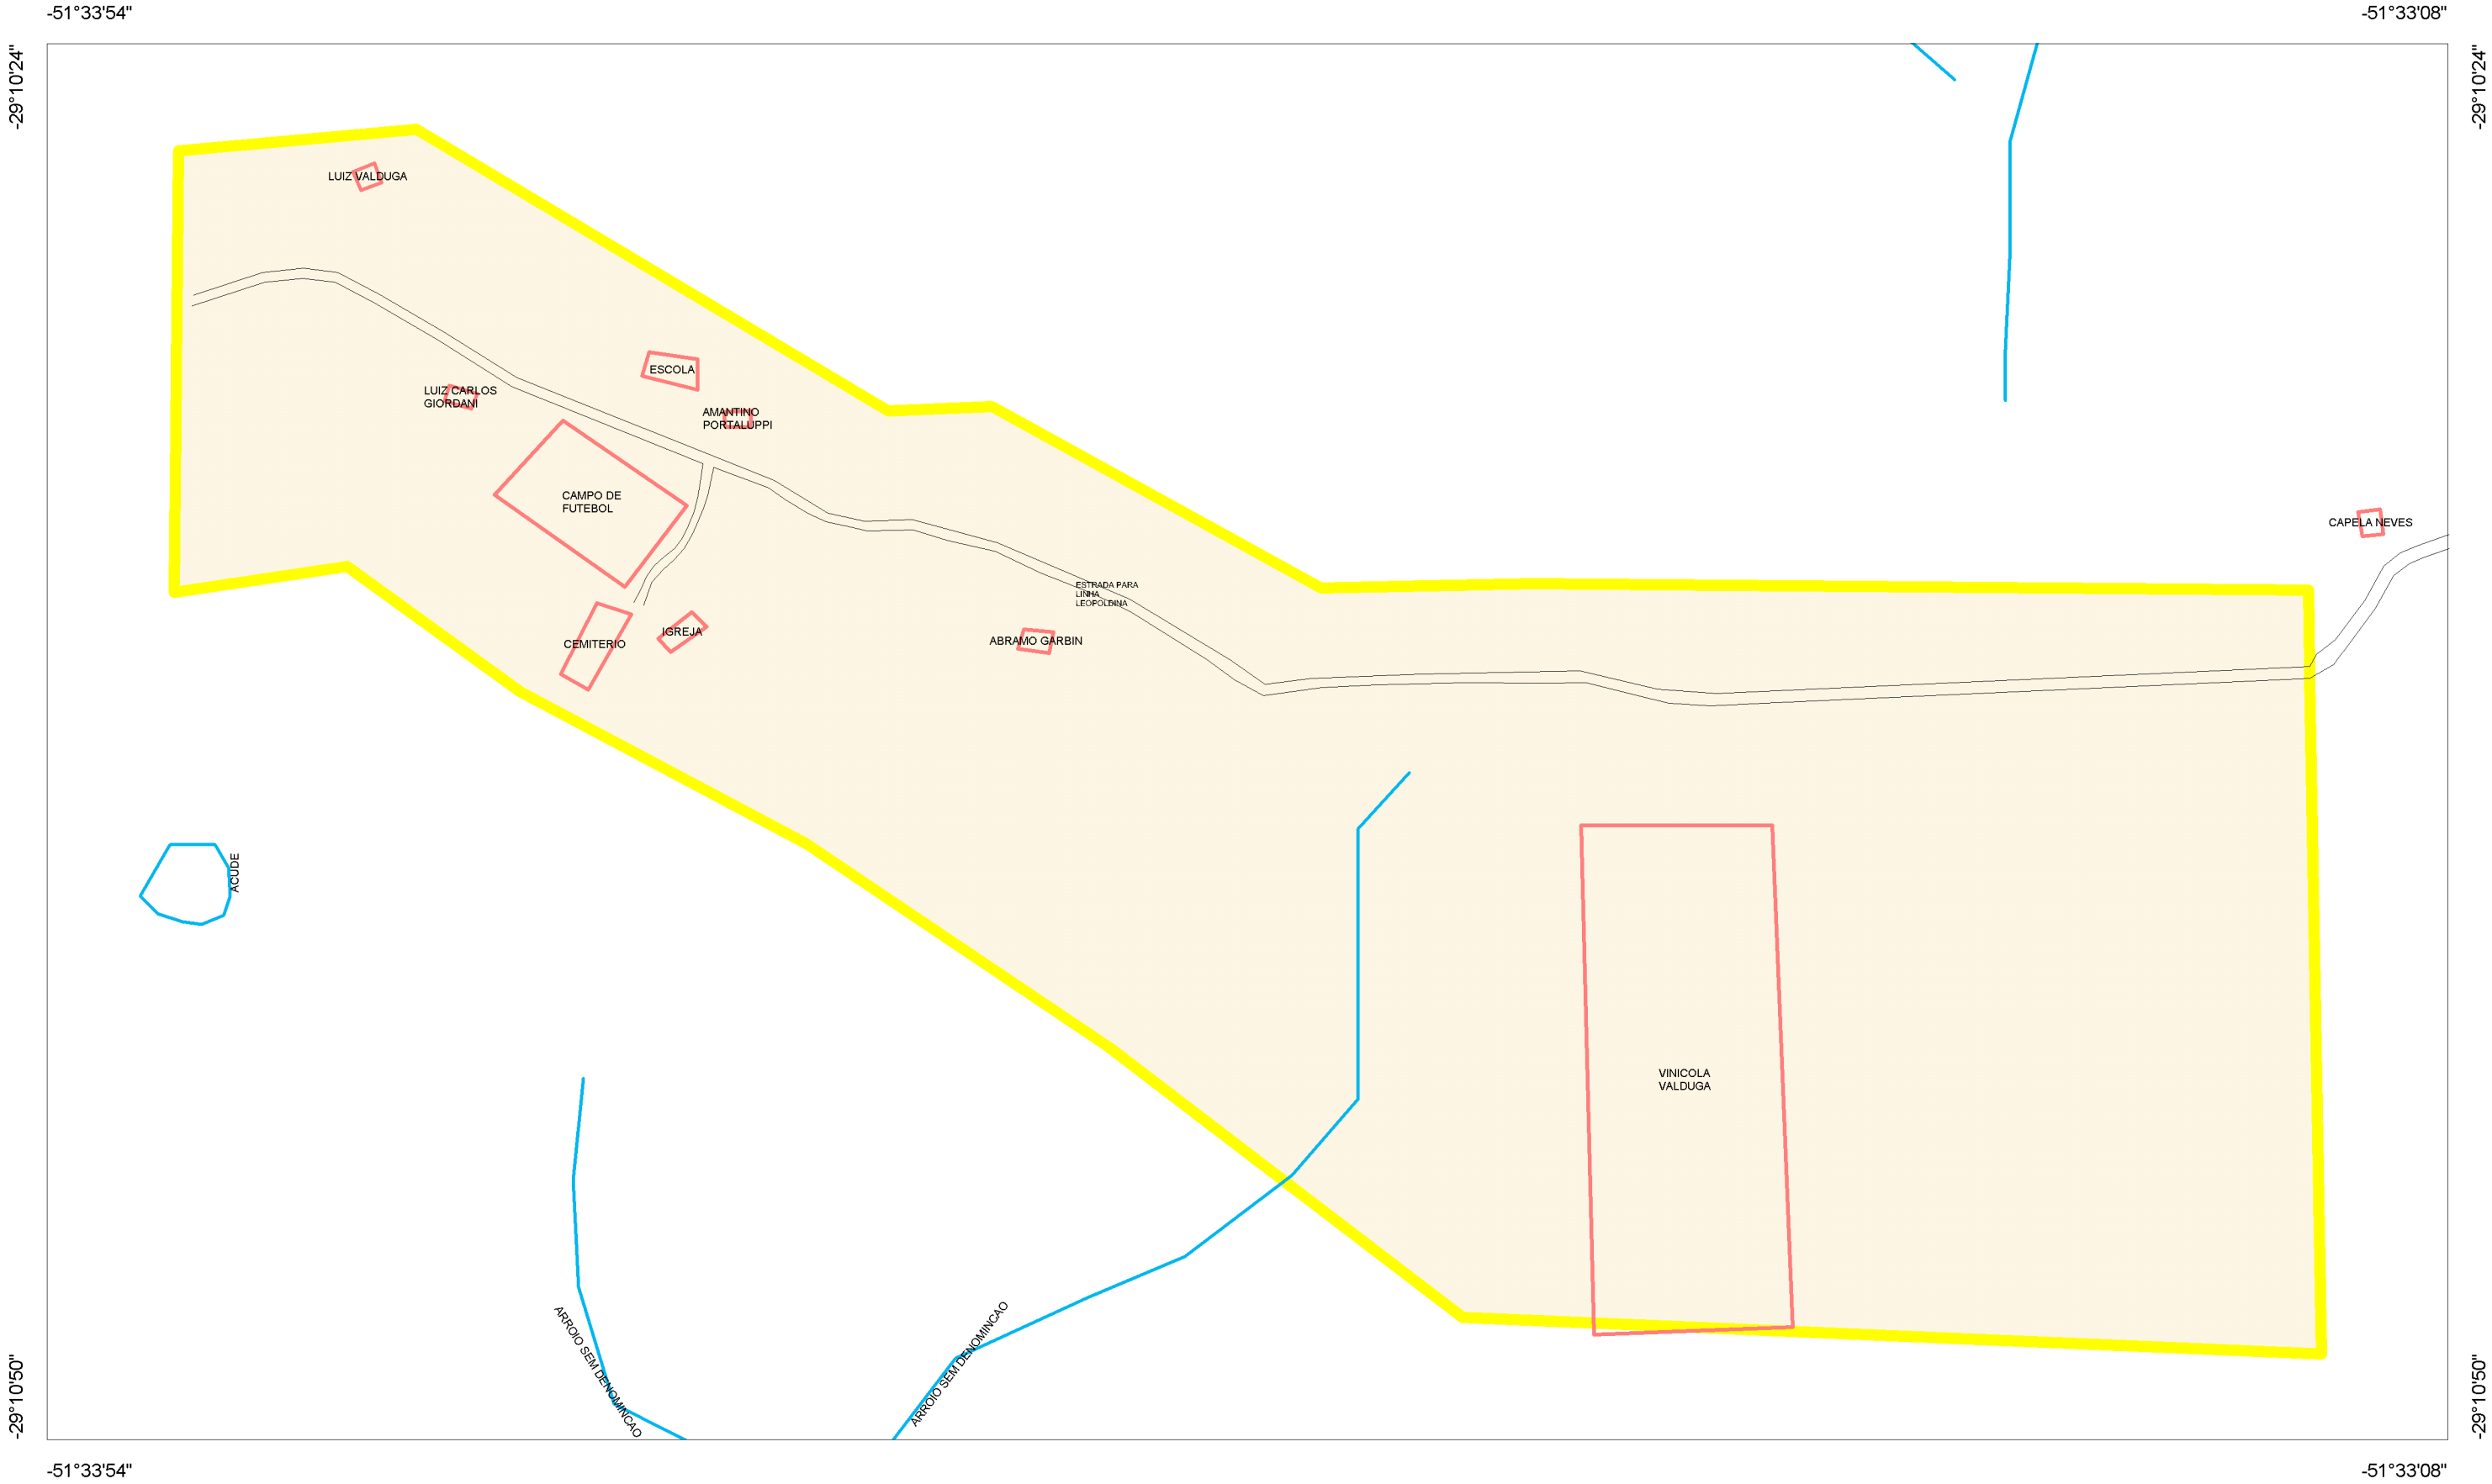 -51°33'54"
-51°33'08"
-29°10'24"
-29°10'24"
LUIZ VALDUGA
ESCOLA
LUIZ CARLOS
GIORDANI
AMANTINO
PORTALUPPI
CAMPO DE
FUTEBOL
CAPELA NEVES
ESTRADA PARA
LINHA
LEOPOLDINA
IGREJA
CEMITERIO
ABRAMO GARBIN
ACUDE
VINICOLA
VALDUGA
ARROIO SEM DENOMINCAO
ARROIO SEM DENOMINCAO
-29°10'50"
-29°10'50"
-51°33'54"
-51°33'08"